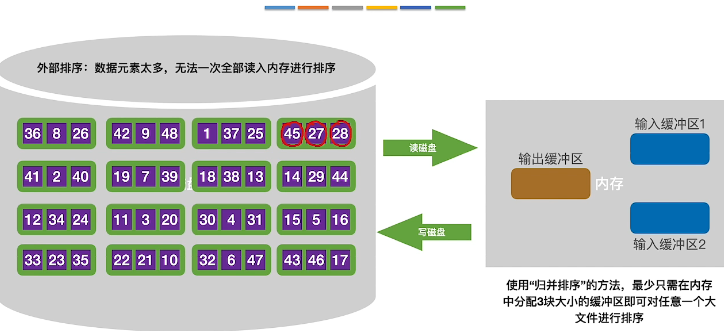 外部排序：数据元素太多，无法一次全部读入内存进行排序
36 8 26 42 9 48 1 37 25 45 27 28
41 2 40 19 7 39 18 38 13 14 29 44
12 34 24 11 3 20 30 4 31 15 5 16
33 23 35 22 21 10 32 6 47 43 46 17
读磁盘
写磁盘
输入缓冲区1
输出缓冲区
内存
输入缓冲区2
使用“归并排序”的方法，最少只需在内存
中分配3块大小的缓冲区即可对任意一个大
文件进行排序